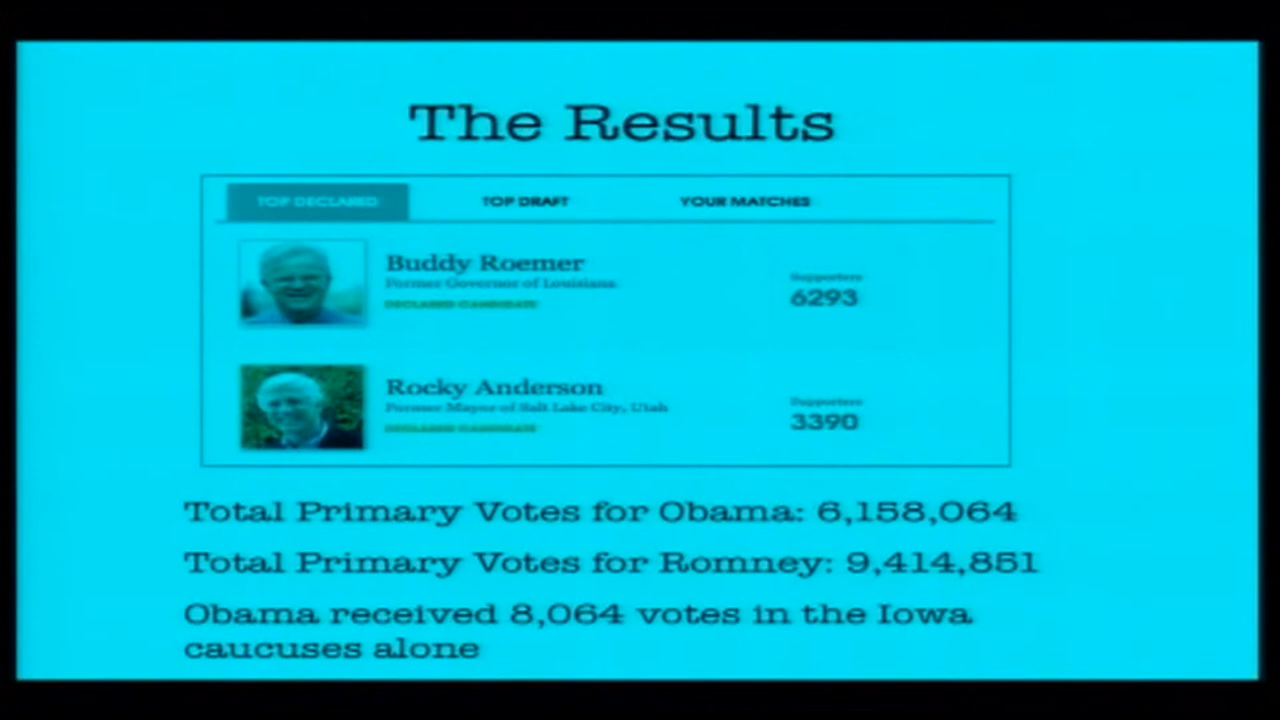 The Results
TOP DECLARED TOP DRAFT YOUR MATCHES
Buddy Roemer
Former Governor of Louisiana
DECLARED CANDIDATE
Supporters
6293
Rocky Anderson
Former Mayor of Salt Lake City, Utah
DECLARED CANDIDATE
Supporters
3390
Total Primary Votes for Obama: 6,158,064
Total Primary Votes for Romney: 9,414,851
Obama received 8,064 votes in the Iowa
caucuses alone